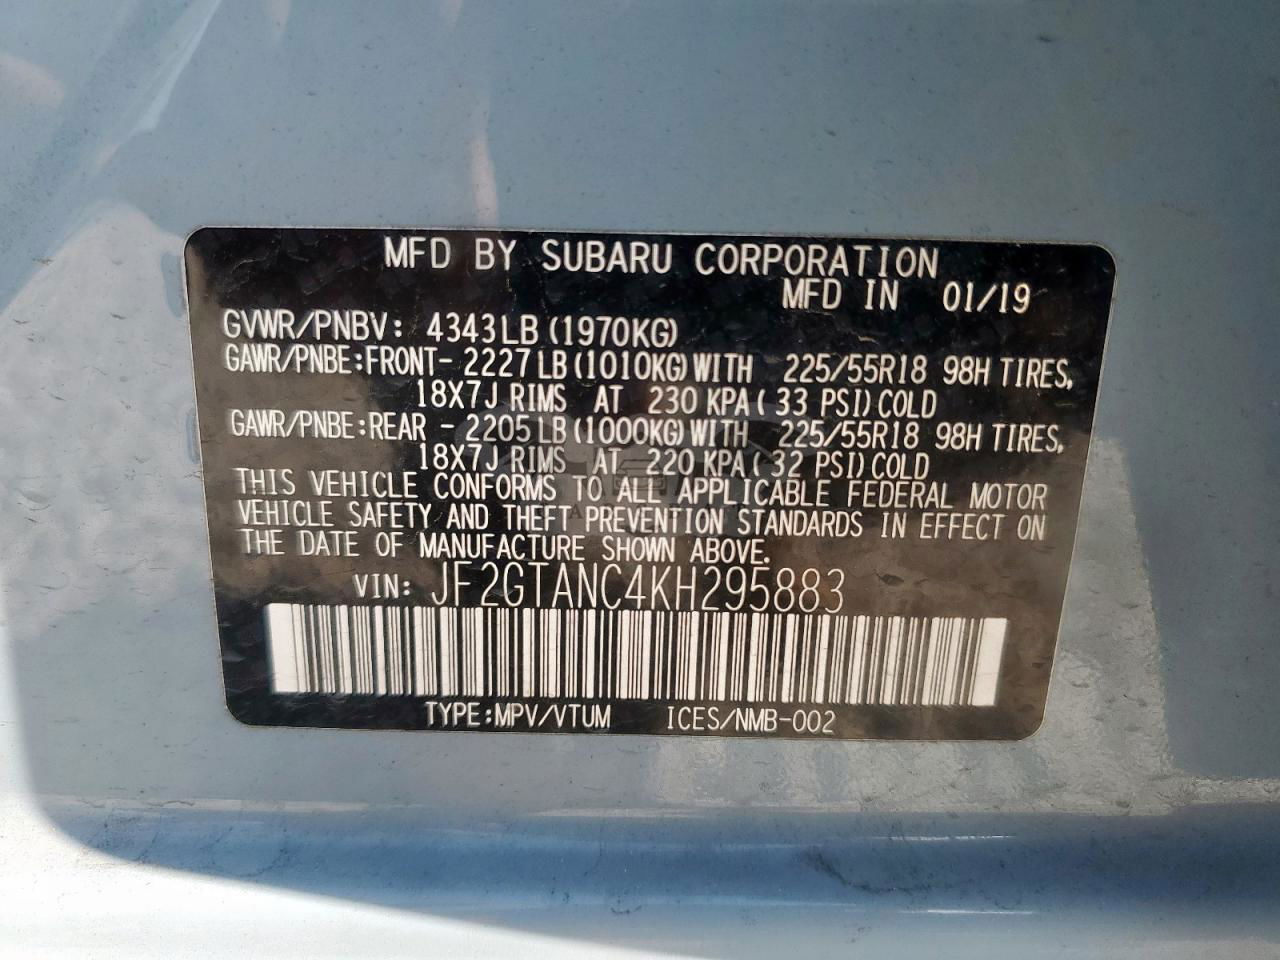 MFD BY SUBARU CORPORATION
MFD IN 01/19
GVWR/PNBV: 4343LB (1970KG)
GAWR/PNBE:FRONT- 2227LB (1010KG) WITH 225/55R18 98H TIRES,
18X7J RIMS AT 230 KPA ( 33 PSI) COLD
GAWR/PNBE:REAR - 2205LB (1000KG) WITH 225/55R18 98H TIRES,
18X7J RIMS AT 220 KPA ( 32 PSI) COLD
THIS VEHICLE CONFORMS TO ALL APPLICABLE FEDERAL MOTOR
VEHICLE SAFETY AND THEFT PREVENTION STANDARDS IN EFFECT ON
THE DATE OF MANUFACTURE SHOWN ABOVE.
VIN: JF2GTANC4KH295883
TYPE:MPV/VTUM ICES/NMB-002